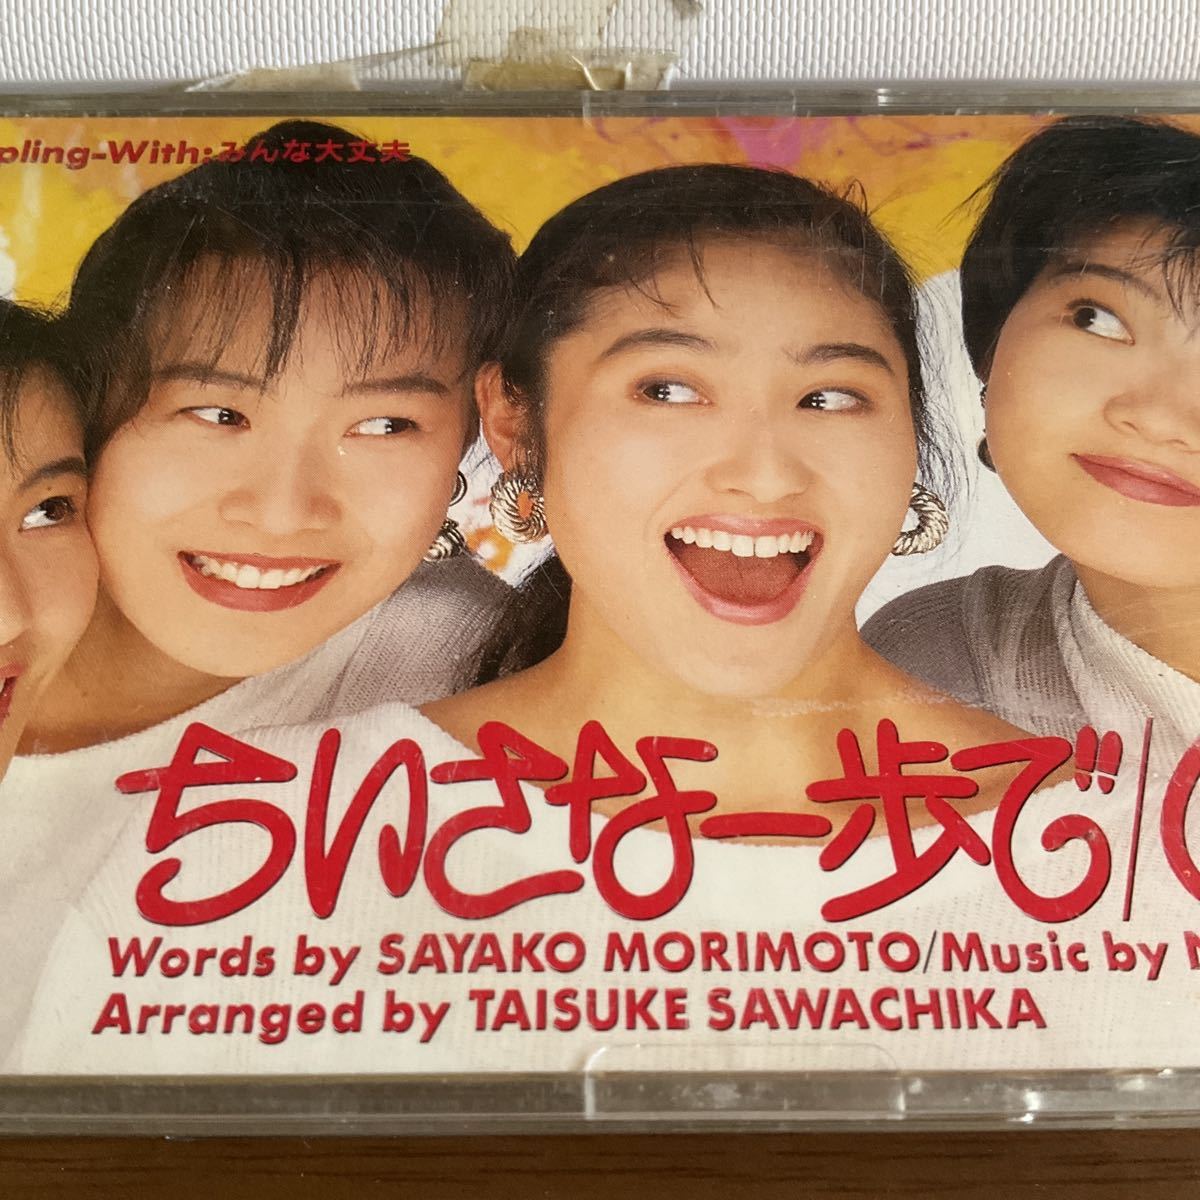 pling-With:みんな大丈夫
ちいさな一歩で/
Words by SAYAKO MORIMOTO/Music by
Arranged by TAISUKE SAWACHIKA